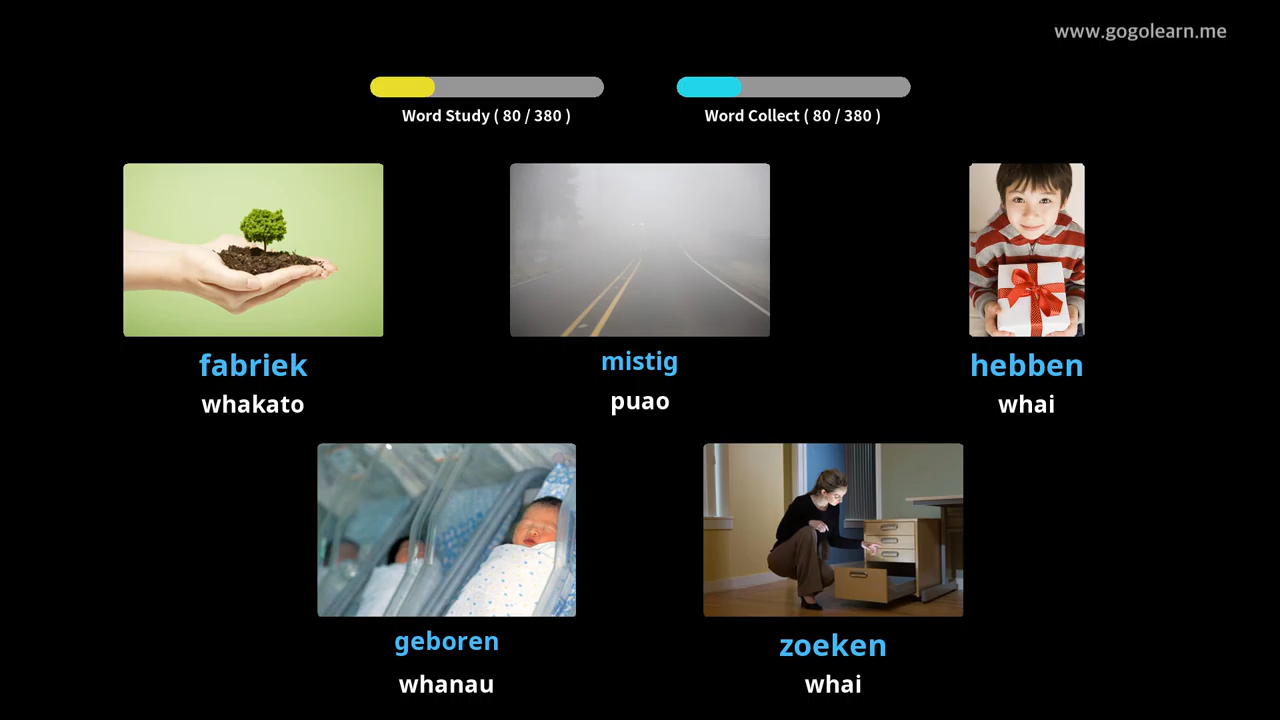 www.gogolearn.me
Word Study ( 80 / 380 )
Word Collect ( 80 / 380 )
fabriek
whakato
mistig
puao
hebben
whai
geboren
whanau
zoeken
whai